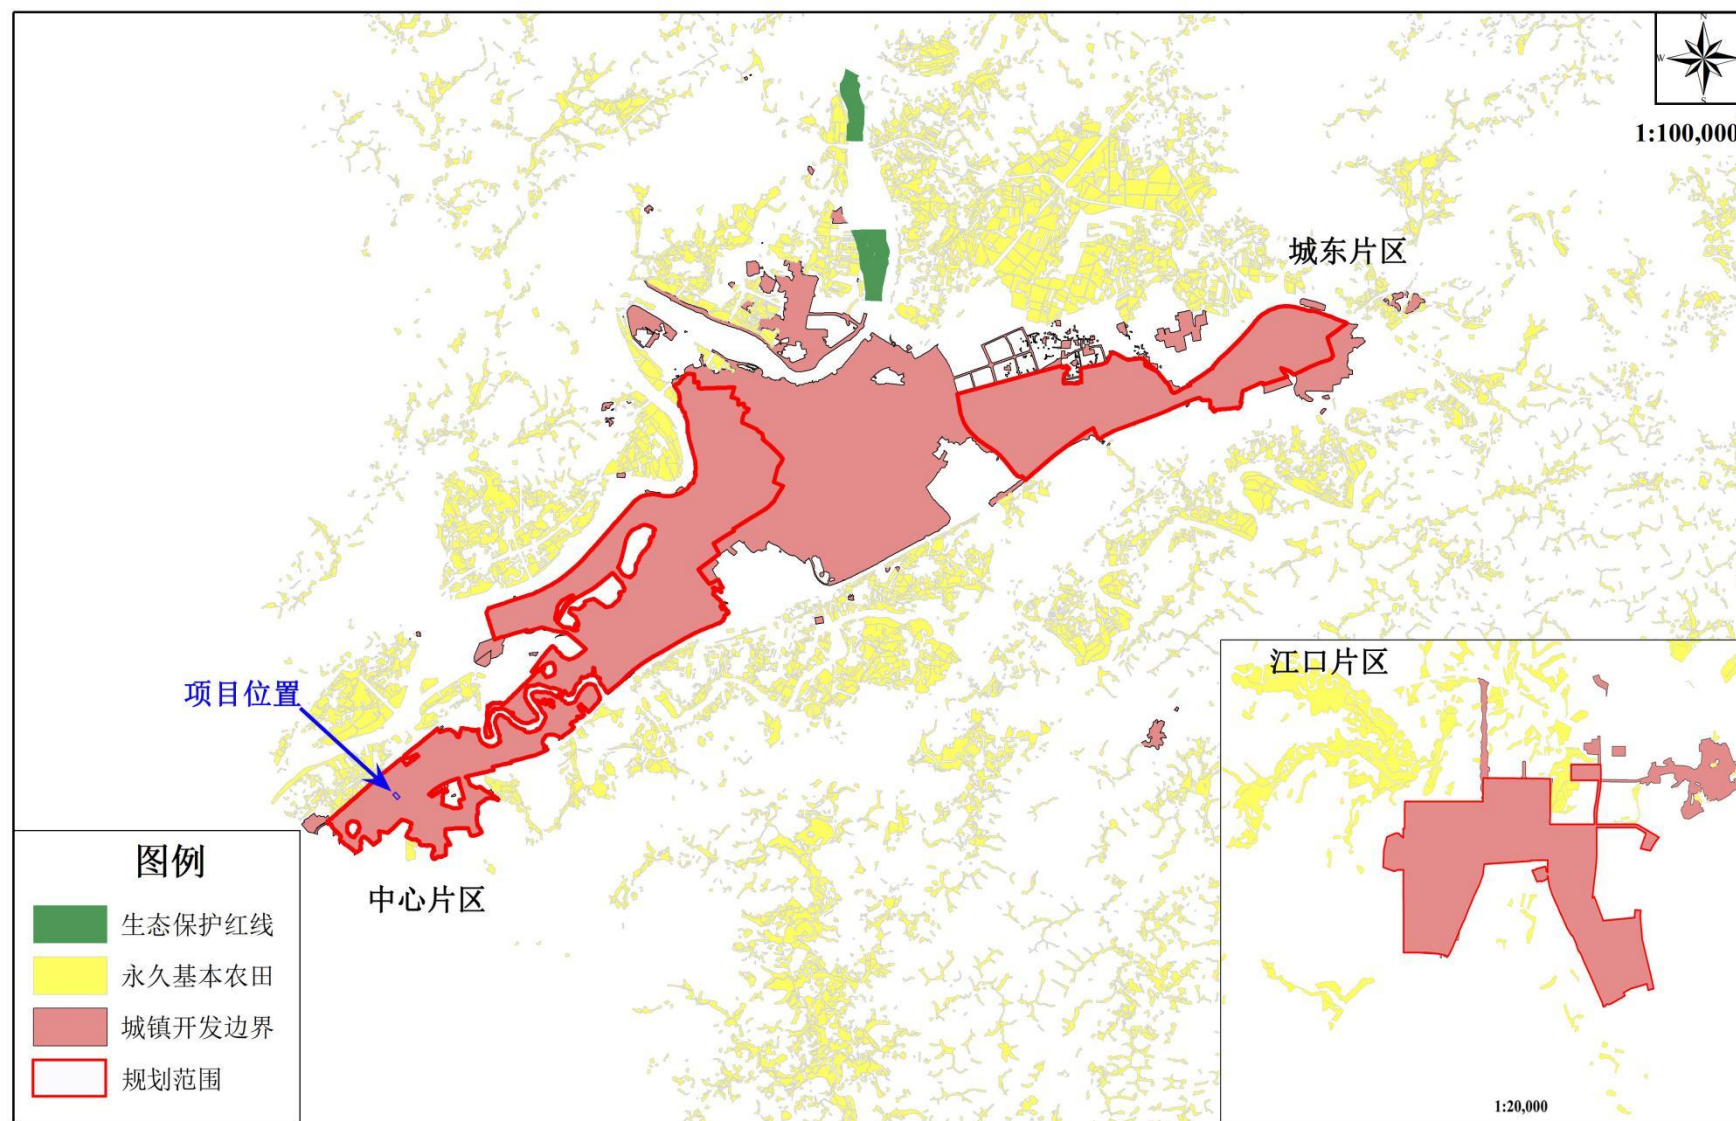 N
W
S
1:100,000
城东片区
江口片区
项目位置
中心片区
图例
生态保护红线
永久基本农田
城镇开发边界
规划范围
1:20,000